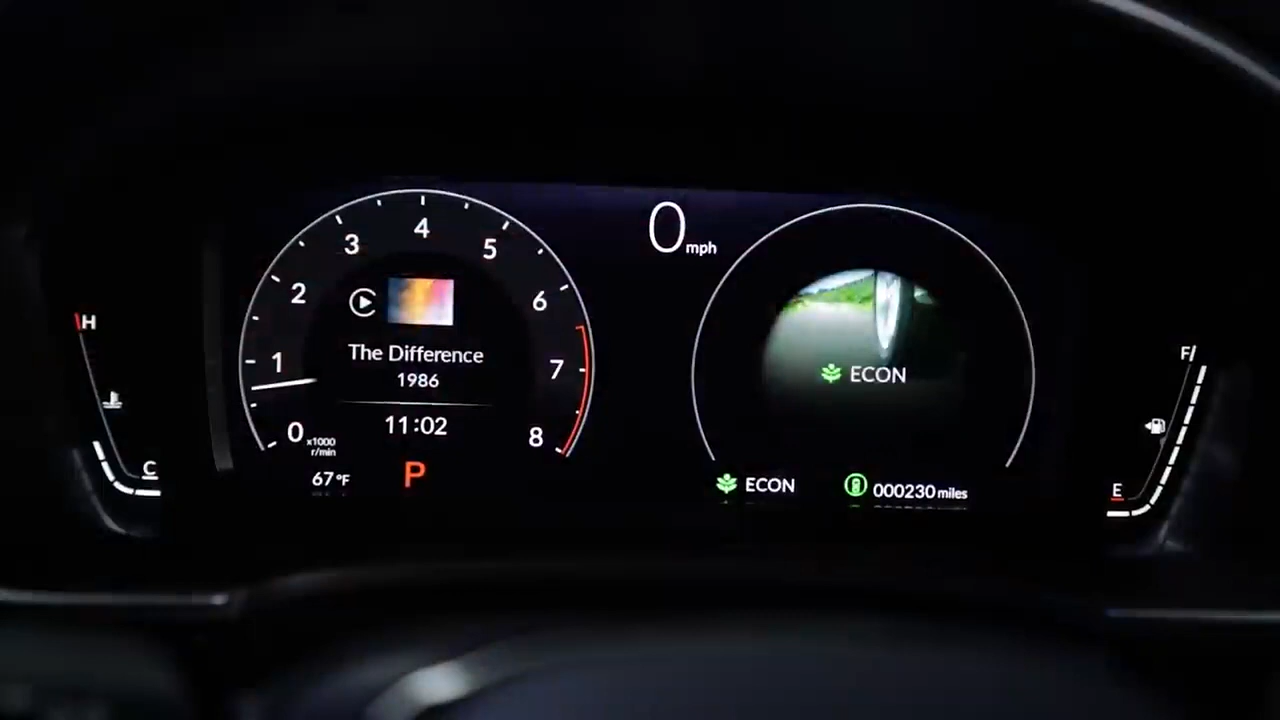 0 mph
4
3
5
2
6
The Difference
1986
1
7
11:02
0
x1000
r/min
8
67°F
P
ECON
ECON
000230 miles
H
C
F
E